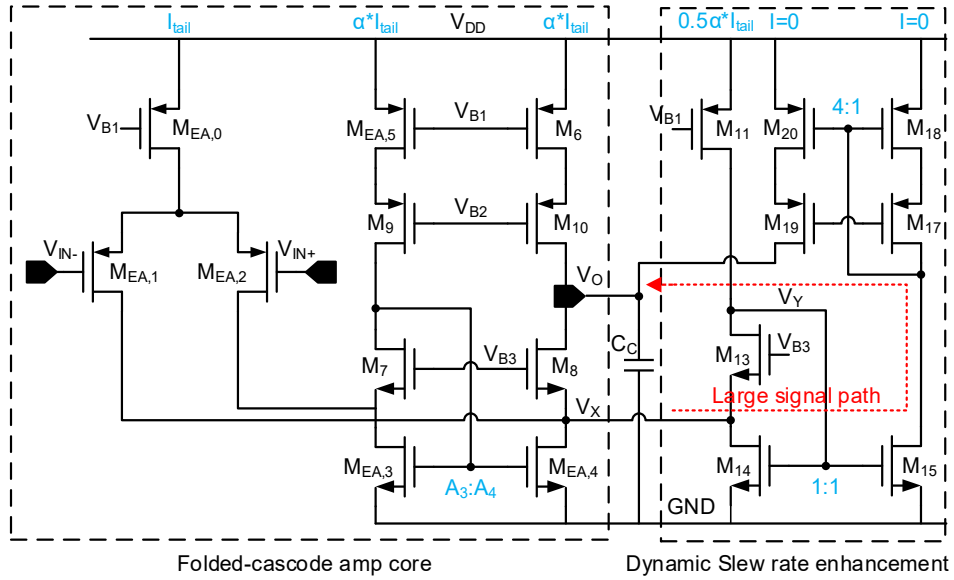 I_tail α*I_tail V_DD α*I_tail 0.5α*I_tail I=0 I=0
V_B1 M_EA,0 M_EA,5 V_B1 M_6 V_B1 M_11 M_20 4:1 M_18
M_9 V_B2 M_10 M_19 M_17
V_IN- M_EA,1 M_EA,2 V_IN+ V_O V_Y
M_7 V_B3 M_8 C_C M_13 V_B3
V_X Large signal path
M_EA,3 A_3:A_4 M_EA,4 M_14 1:1 M_15
GND
Folded-cascode amp core Dynamic Slew rate enhancement